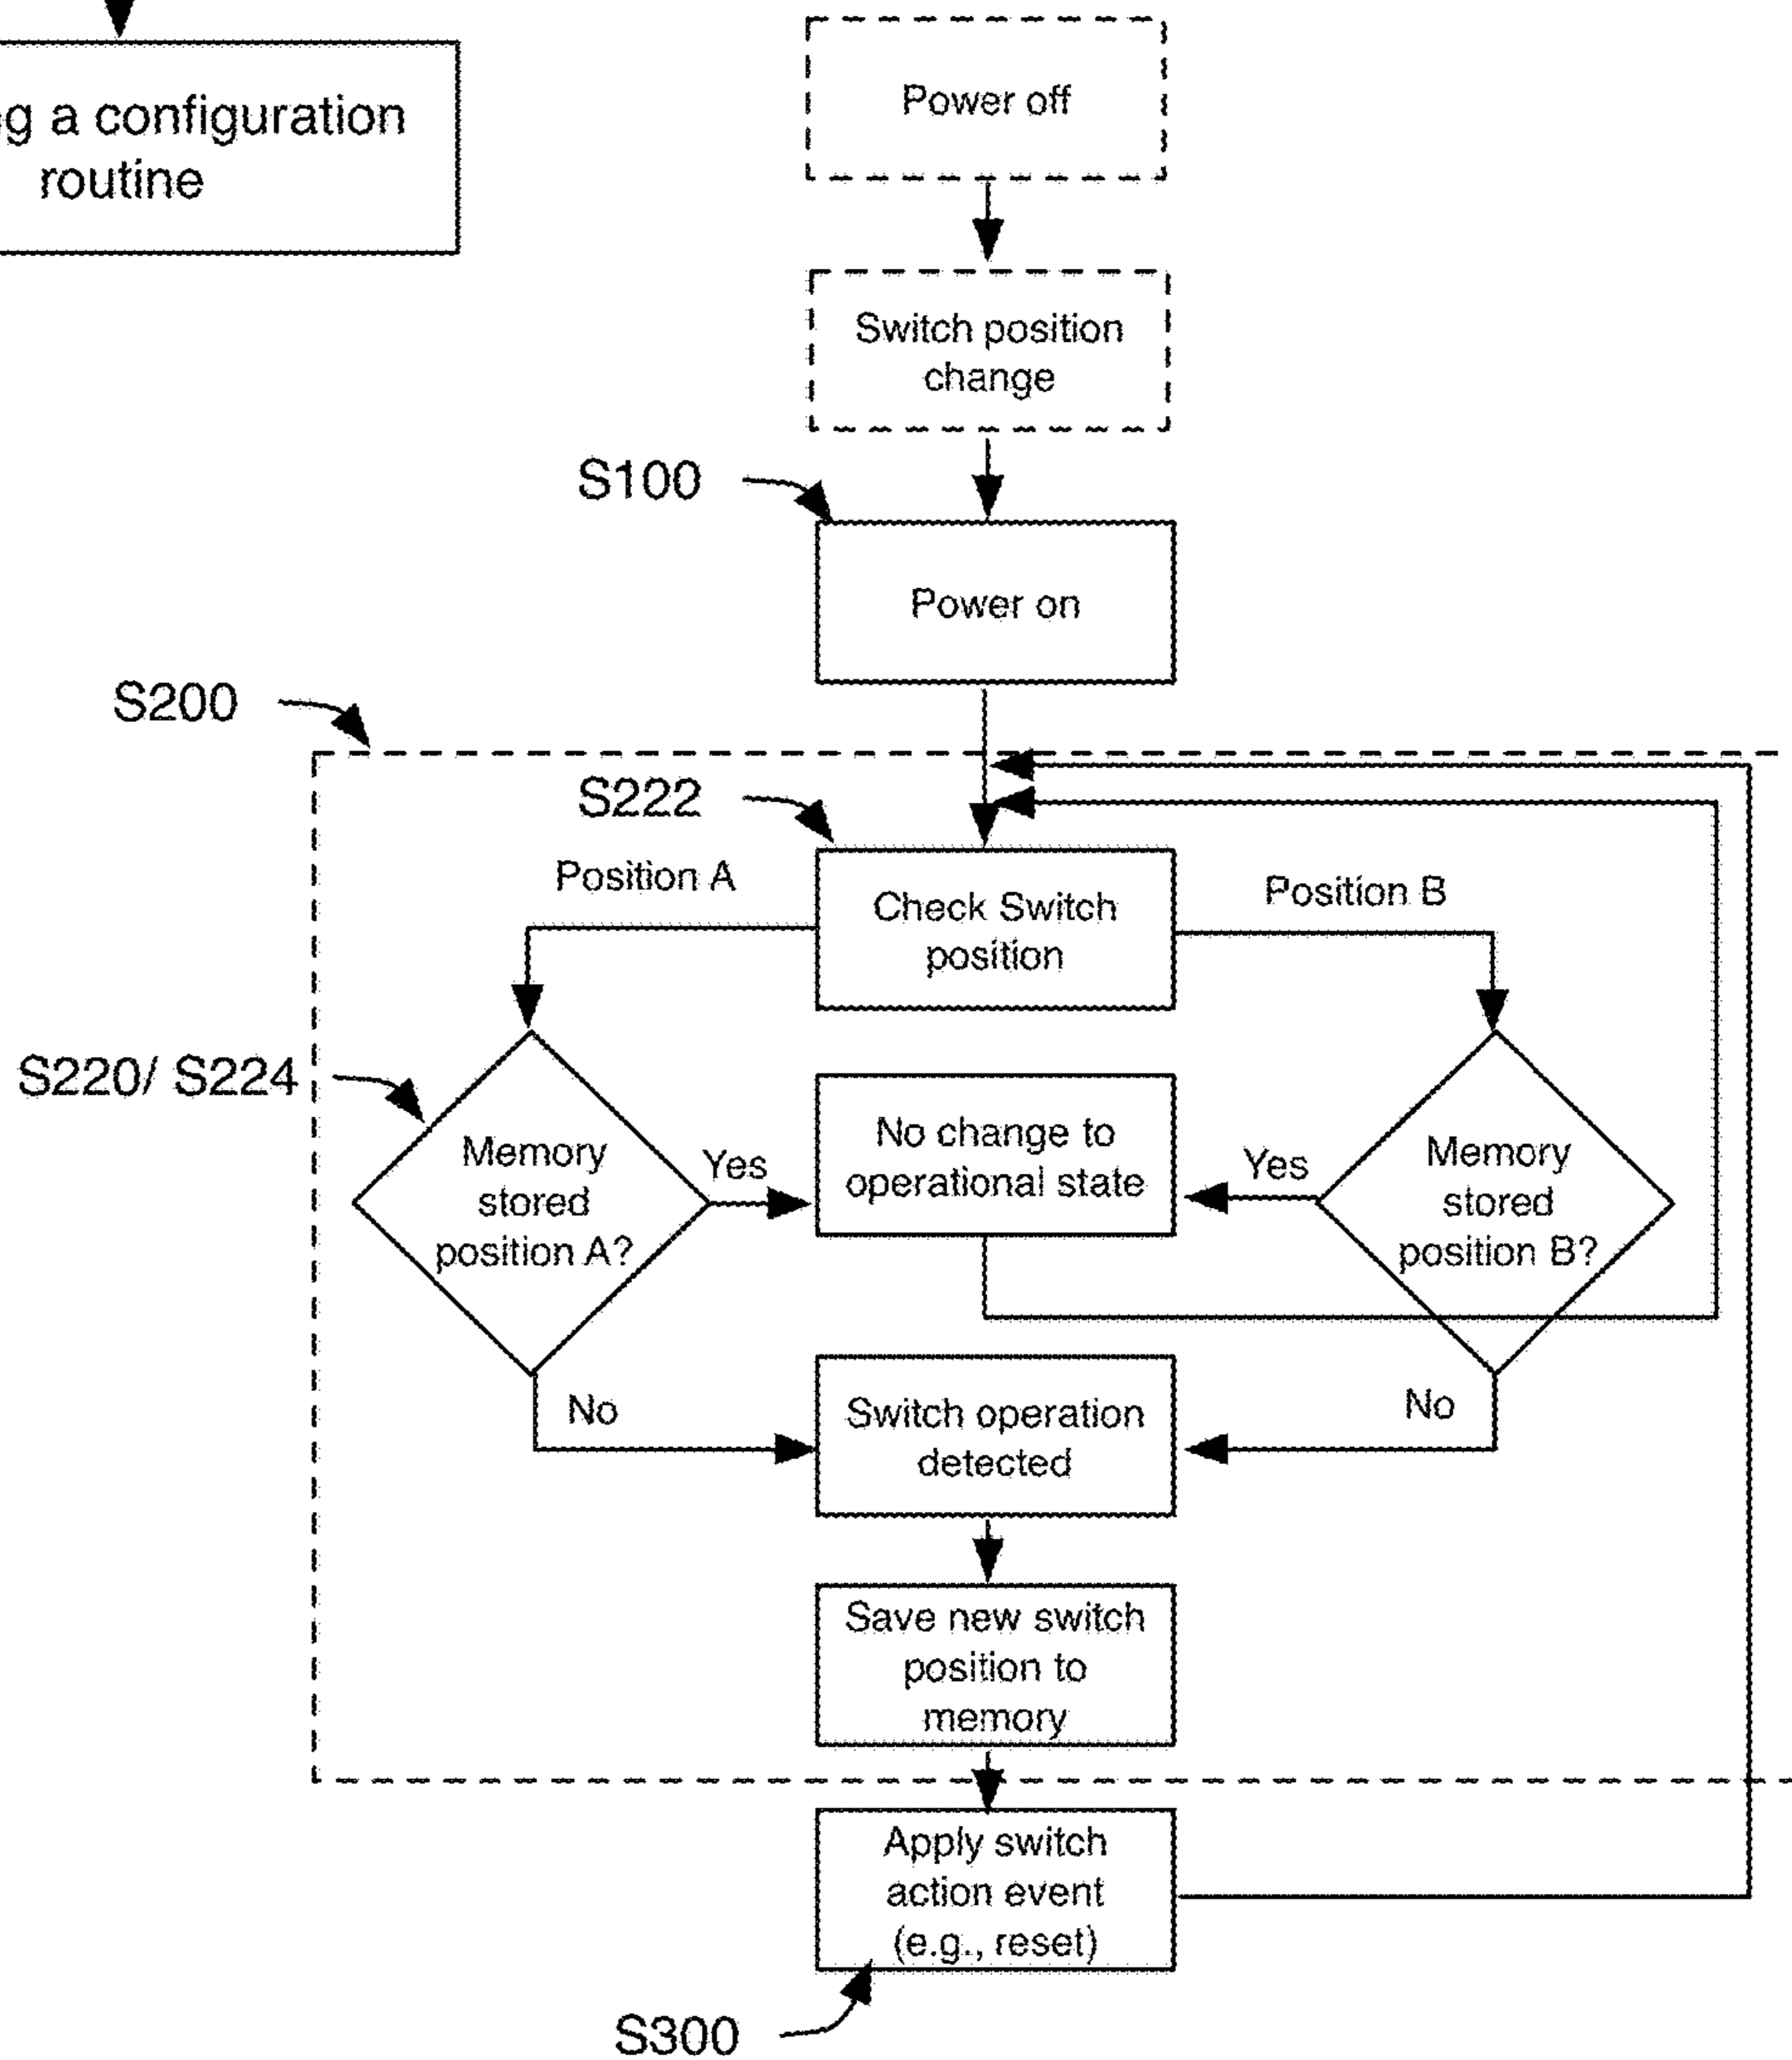 a configuration
routine
Power off
Switch position
change
S100
Power on
S200
S222
Position A
Check Switch
position
Position B
S220/ S224
Memory
stored
position A?
Yes
No change to
operational state
Yes
Memory
stored
position B?
No
Switch operation
detected
No
Save new switch
position to
memory
Apply switch
action event
(e.g., reset)
S300